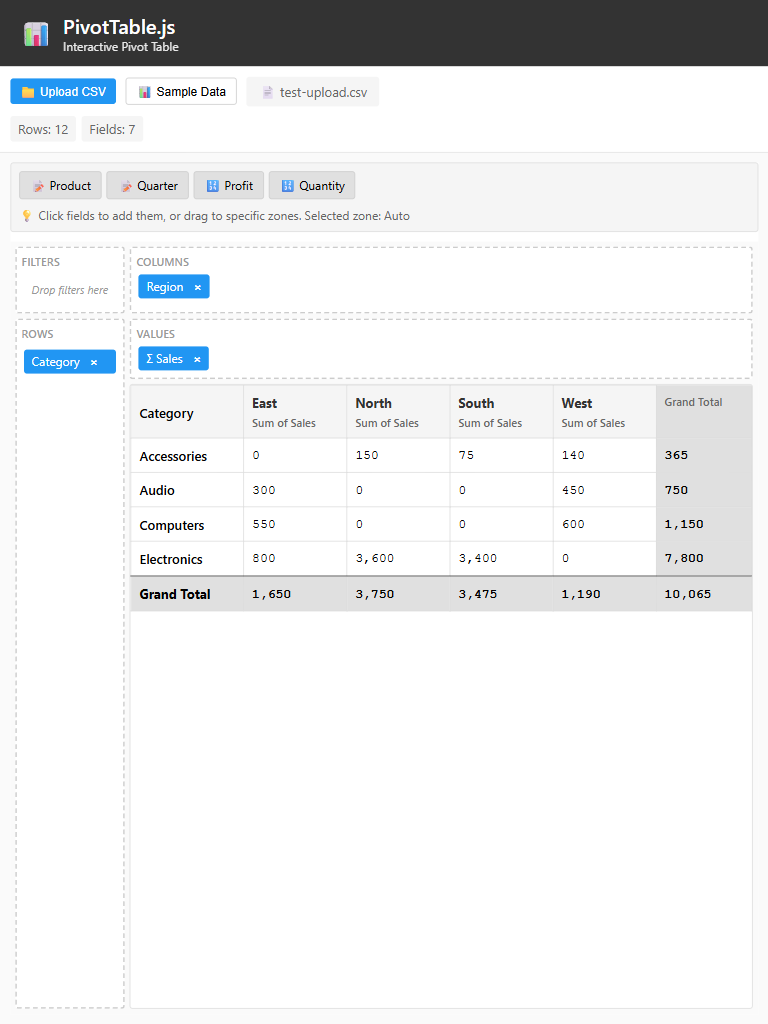 PivotTable.js
Interactive Pivot Table
Upload CSV Sample Data test-upload.csv
Rows: 12 Fields: 7
Product Quarter Profit Quantity
Click fields to add them, or drag to specific zones. Selected zone: Auto
FILTERS
Drop filters here
COLUMNS
Region ×
ROWS
Category ×
VALUES
Σ Sales ×
Category East North South West Grand Total
Sum of Sales Sum of Sales Sum of Sales Sum of Sales
Accessories 0 150 75 140 365
Audio 300 0 0 450 750
Computers 550 0 0 600 1,150
Electronics 800 3,600 3,400 0 7,800
Grand Total 1,650 3,750 3,475 1,190 10,065